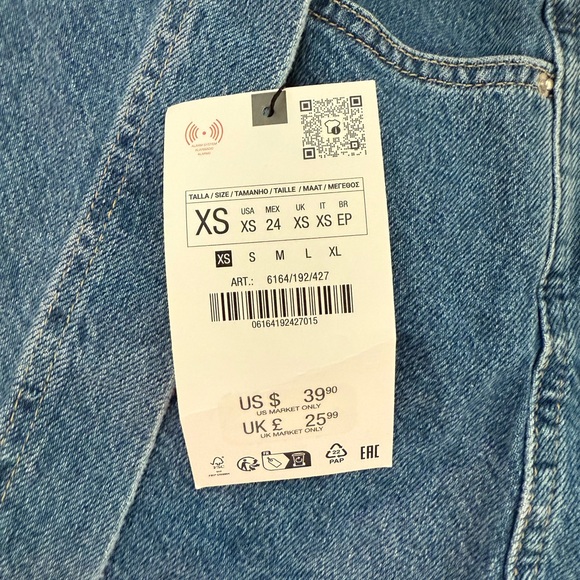 TALLA / SIZE / TAMANHO / TAILLE / MAAT / ΜΕΓΕΘΟΣ
XS USA XS MEX 24 UK XS IT XS BR EP
XS S M L XL
ART.: 6164/192/427
06164192427015
US $ 39.90
US MARKET ONLY
UK £ 25.99
UK MARKET ONLY
FSC
FR
22
PAP
EAC